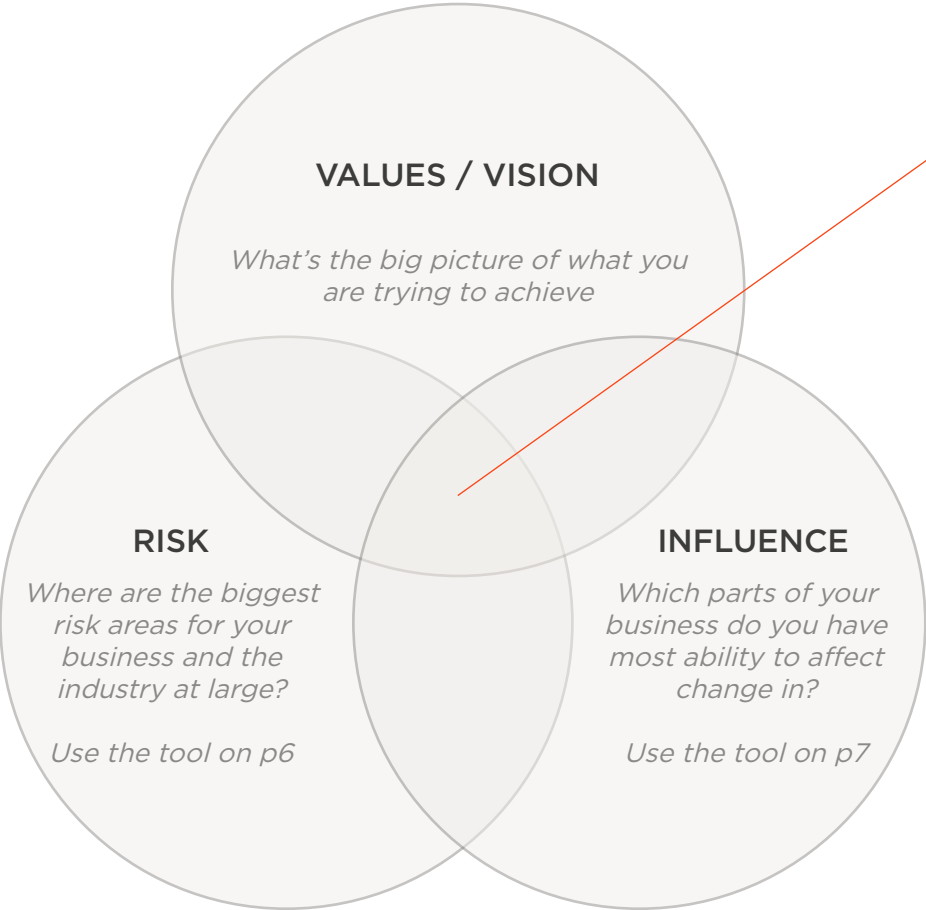 VALUES / VISION
What's the big picture of what you
are trying to achieve
RISK
Where are the biggest
risk areas for your
business and the
industry at large?
Use the tool on p6
INFLUENCE
Which parts of your
business do you have
most ability to affect
change in?
Use the tool on p7